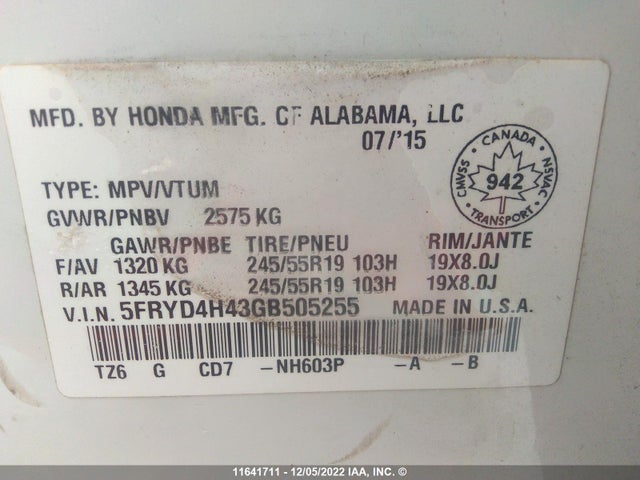 MFD. BY HONDA MFG. OF ALABAMA, LLC
07/'15
CMVSS CANADA NSVAC
942
TRANSPORT
TYPE: MPV/VTUM
GVWR/PNBV 2575 KG
GAWR/PNBE TIRE/PNEU RIM/JANTE
F/AV 1320 KG 245/55R19 103H 19X8.0J
R/AR 1345 KG 245/55R19 103H 19X8.0J
V.I.N. 5FRYD4H43GB505255 MADE IN U.S.A.
TZ6 G CD7 -NH603P -A -B
11641711 - 12/05/2022 IAA, INC. ©